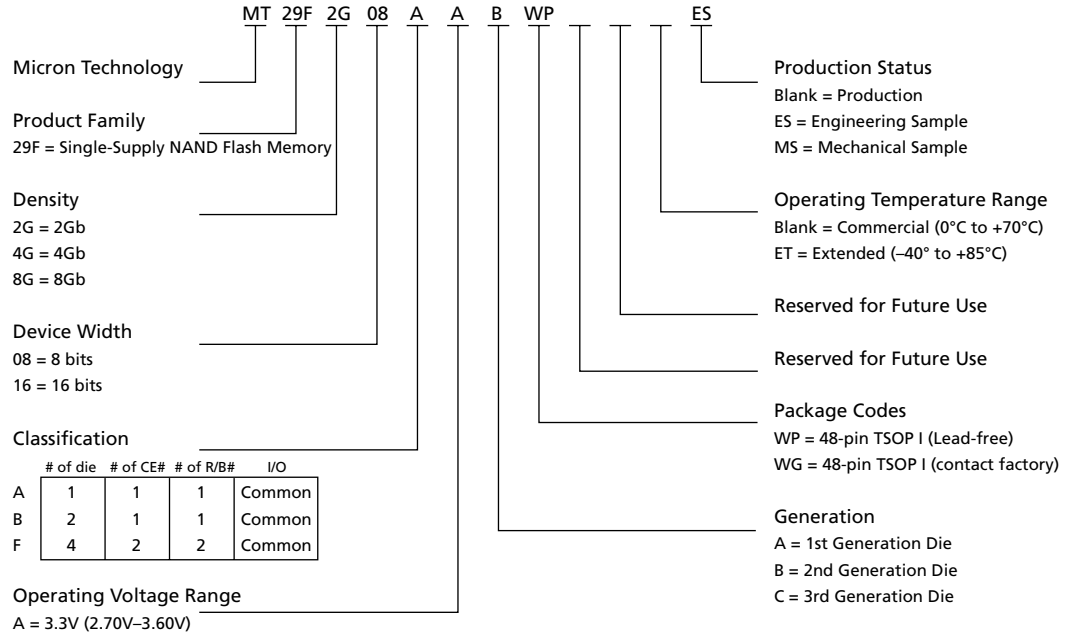 MT 29F 2G 08 A A B WP ES
Micron Technology
Product Family
29F = Single-Supply NAND Flash Memory
Density
2G = 2Gb
4G = 4Gb
8G = 8Gb
Device Width
08 = 8 bits
16 = 16 bits
Classification
# of die # of CE# # of R/B# I/O
A 1 1 1 Common
B 2 1 1 Common
F 4 2 2 Common
Operating Voltage Range
A = 3.3V (2.70V–3.60V)
Production Status
Blank = Production
ES = Engineering Sample
MS = Mechanical Sample
Operating Temperature Range
Blank = Commercial (0°C to +70°C)
ET = Extended (–40° to +85°C)
Reserved for Future Use
Reserved for Future Use
Package Codes
WP = 48-pin TSOP I (Lead-free)
WG = 48-pin TSOP I (contact factory)
Generation
A = 1st Generation Die
B = 2nd Generation Die
C = 3rd Generation Die